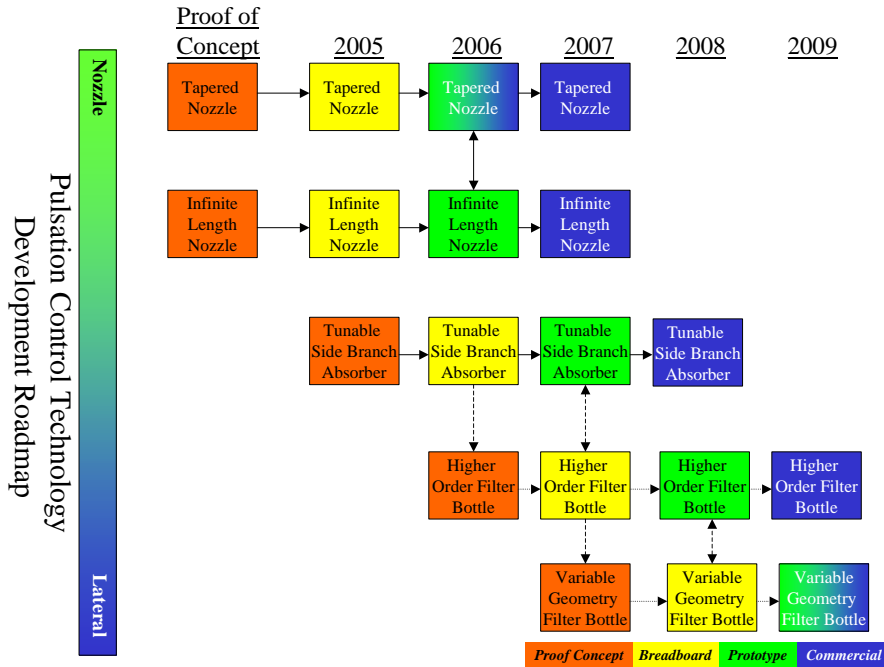 Proof of
Concept
2005
2006
2007
2008
2009
Nozzle
Lateral
Pulsation Control Technology
Development Roadmap
Tapered
Nozzle
Tapered
Nozzle
Tapered
Nozzle
Tapered
Nozzle
Infinite
Length
Nozzle
Infinite
Length
Nozzle
Infinite
Length
Nozzle
Infinite
Length
Nozzle
Tunable
Side Branch
Absorber
Tunable
Side Branch
Absorber
Tunable
Side Branch
Absorber
Tunable
Side Branch
Absorber
Higher
Order Filter
Bottle
Higher
Order Filter
Bottle
Higher
Order Filter
Bottle
Higher
Order Filter
Bottle
Variable
Geometry
Filter Bottle
Variable
Geometry
Filter Bottle
Variable
Geometry
Filter Bottle
Proof Concept
Breadboard
Prototype
Commercial